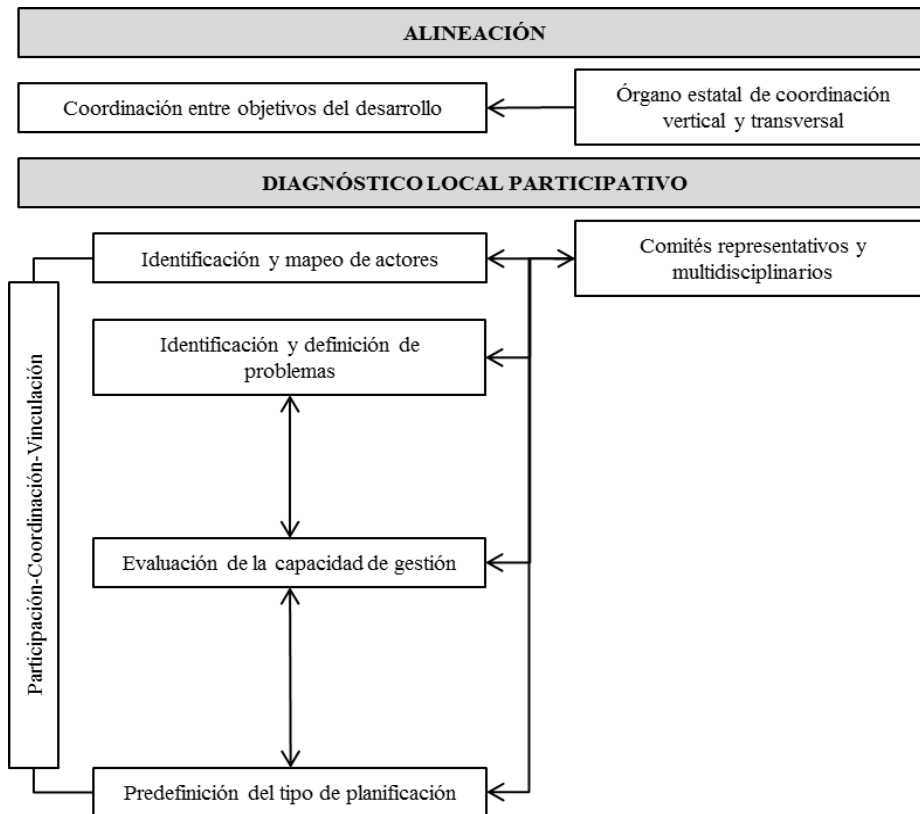 ALINEACIÓN
Coordinación entre objetivos del desarrollo
Órgano estatal de coordinación
vertical y transversal
DIAGNÓSTICO LOCAL PARTICIPATIVO
Identificación y mapeo de actores
Comités representativos y
multidisciplinarios
Identificación y definición de
problemas
Participación-Coordinación-Vinculación
Evaluación de la capacidad de gestión
Predefinición del tipo de planificación